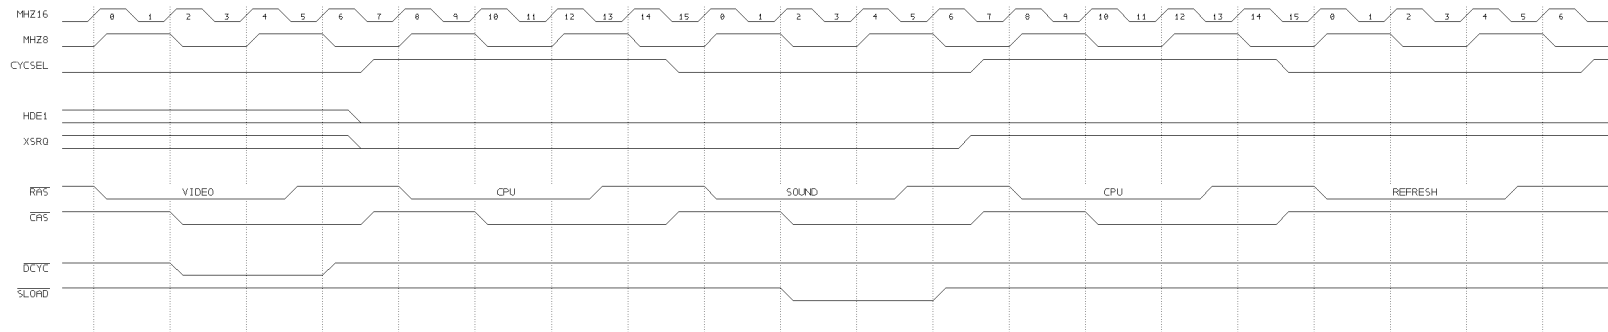 MHZ16 0 1 2 3 4 5 6 7 8 9 10 11 12 13 14 15 0 1 2 3 4 5 6 7 8 9 10 11 12 13 14 15 0 1 2 3 4 5 6
MHZ8
CYCSEL
HDE1
XSRQ
RAS VIDEO CPU SOUND CPU REFRESH
CAS
DCYC
SLOAD